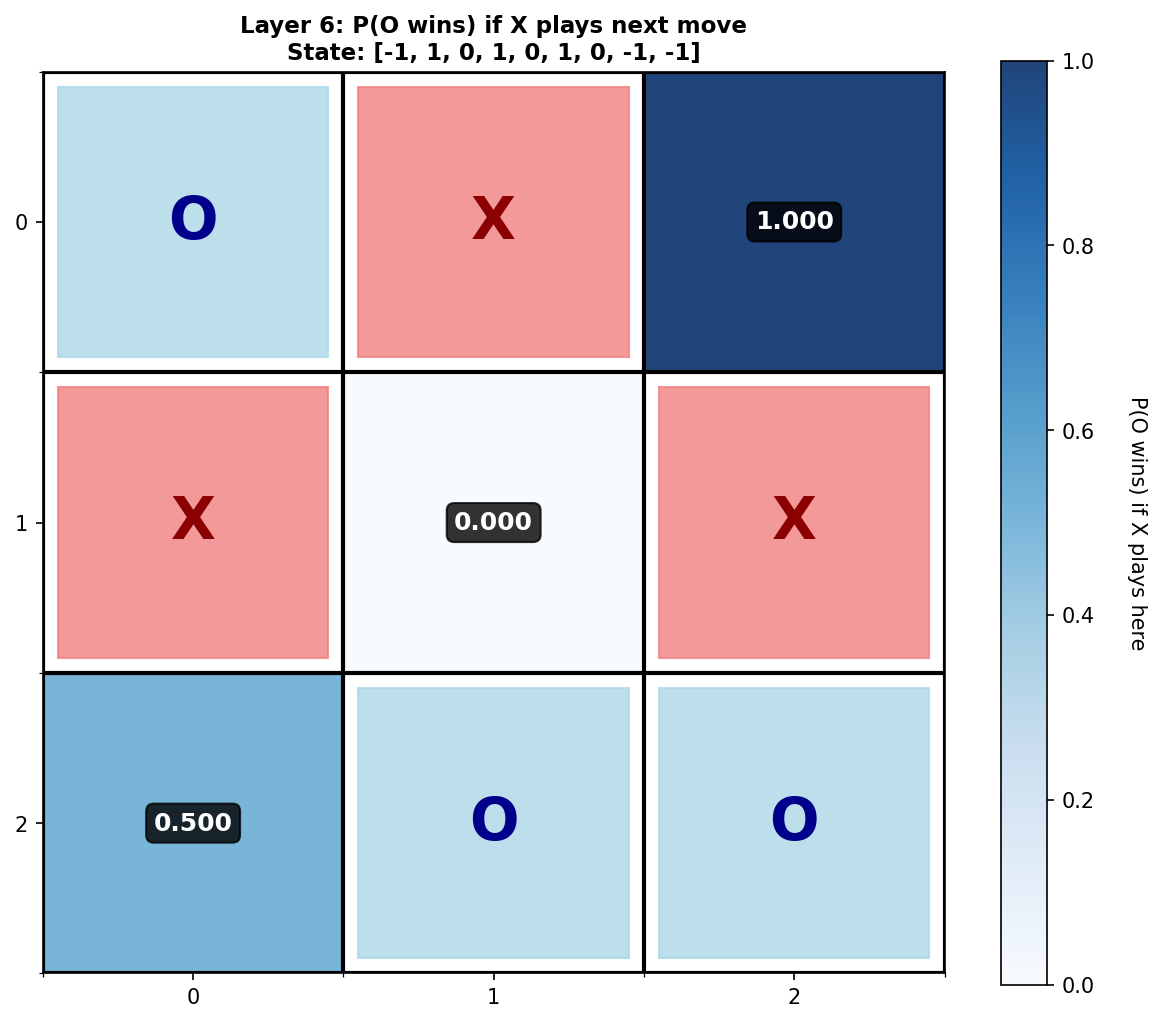 Layer 6: P(O wins) if X plays next move
State: [-1, 1, 0, 1, 0, 1, 0, -1, -1]
0
O
X
1.000
1
X
0.000
X
2
0.500
O
O
0
1
2
1.0
0.8
0.6
0.4
0.2
0.0
P(O wins) if X plays here